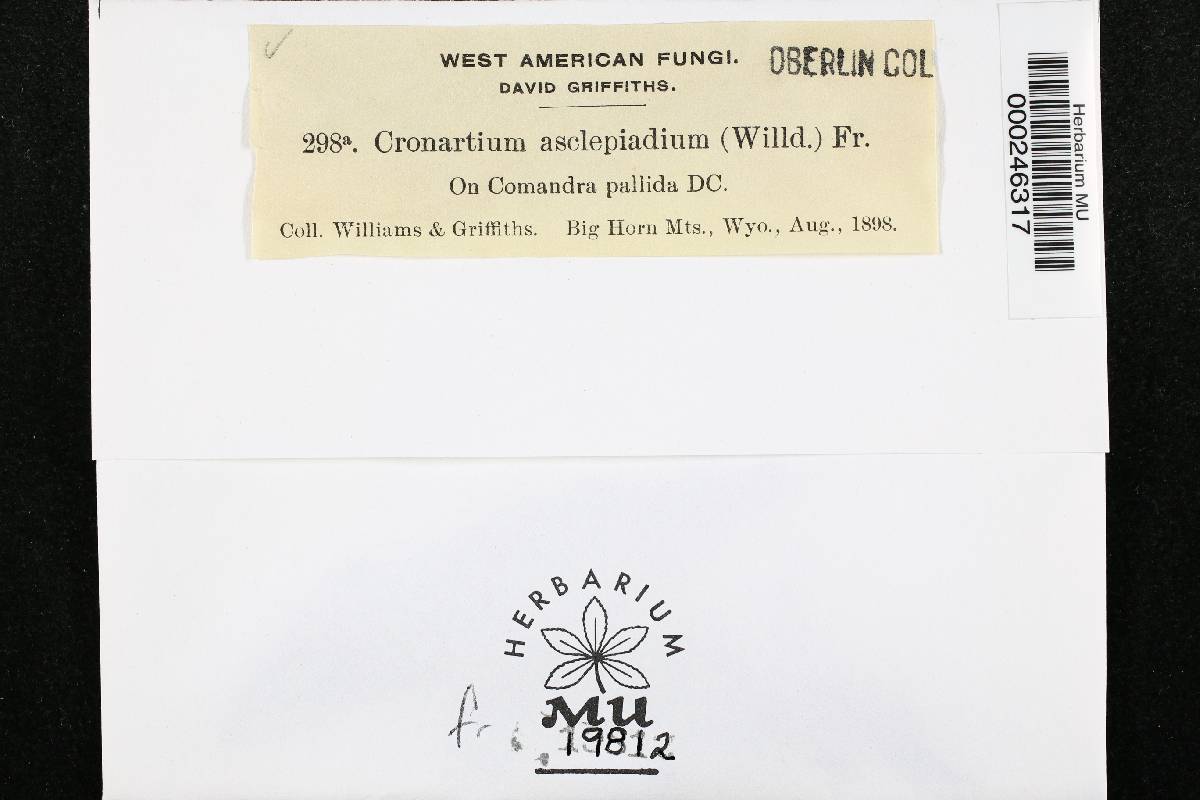 WEST AMERICAN FUNGI.
OBERLIN COL
DAVID GRIFFITHS.
298ª. Cronartium asclepiadium (Willd.) Fr.
On Comandra pallida DC.
Coll. Williams & Griffiths. Big Horn Mts., Wyo., Aug., 1898.
Herbarium MU
000246317
HERBARIUM
MU
19812